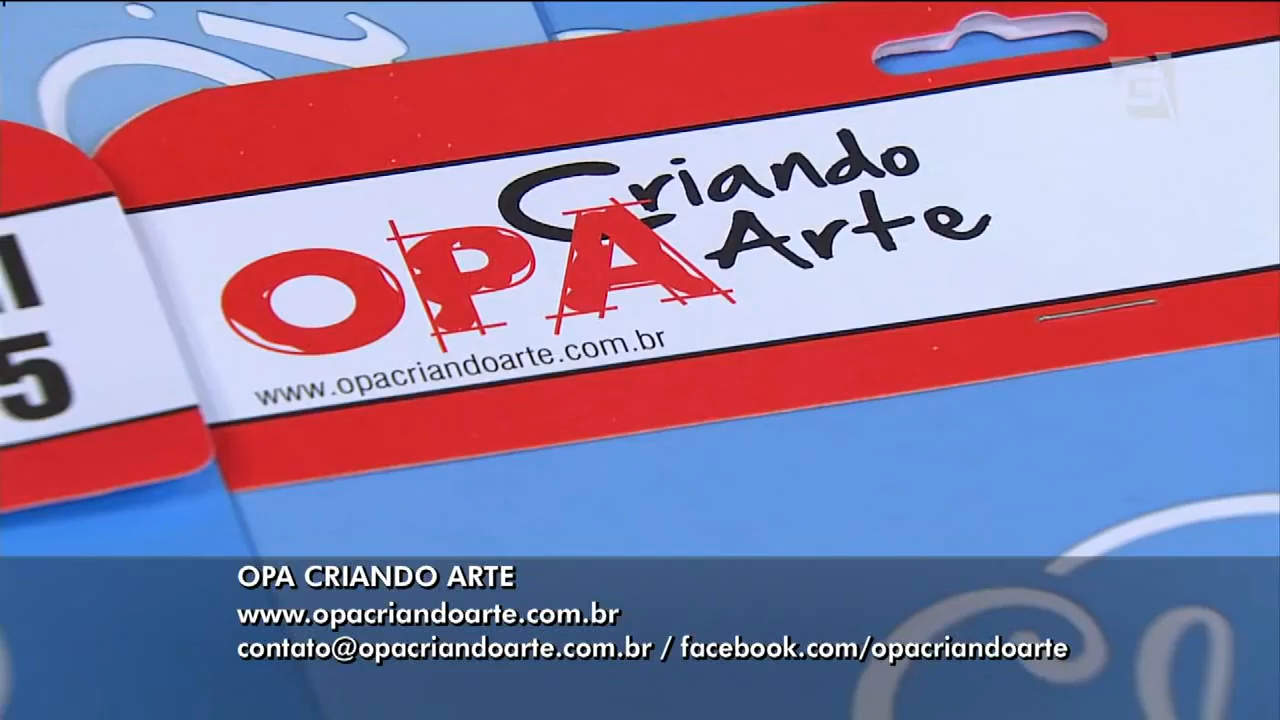 Criando
Arte
OPA
www.opacriandoarte.com.br
5
OPA CRIANDO ARTE
www.opacriandoarte.com.br
contato@opacriandoarte.com.br / facebook.com/opacriandoarte